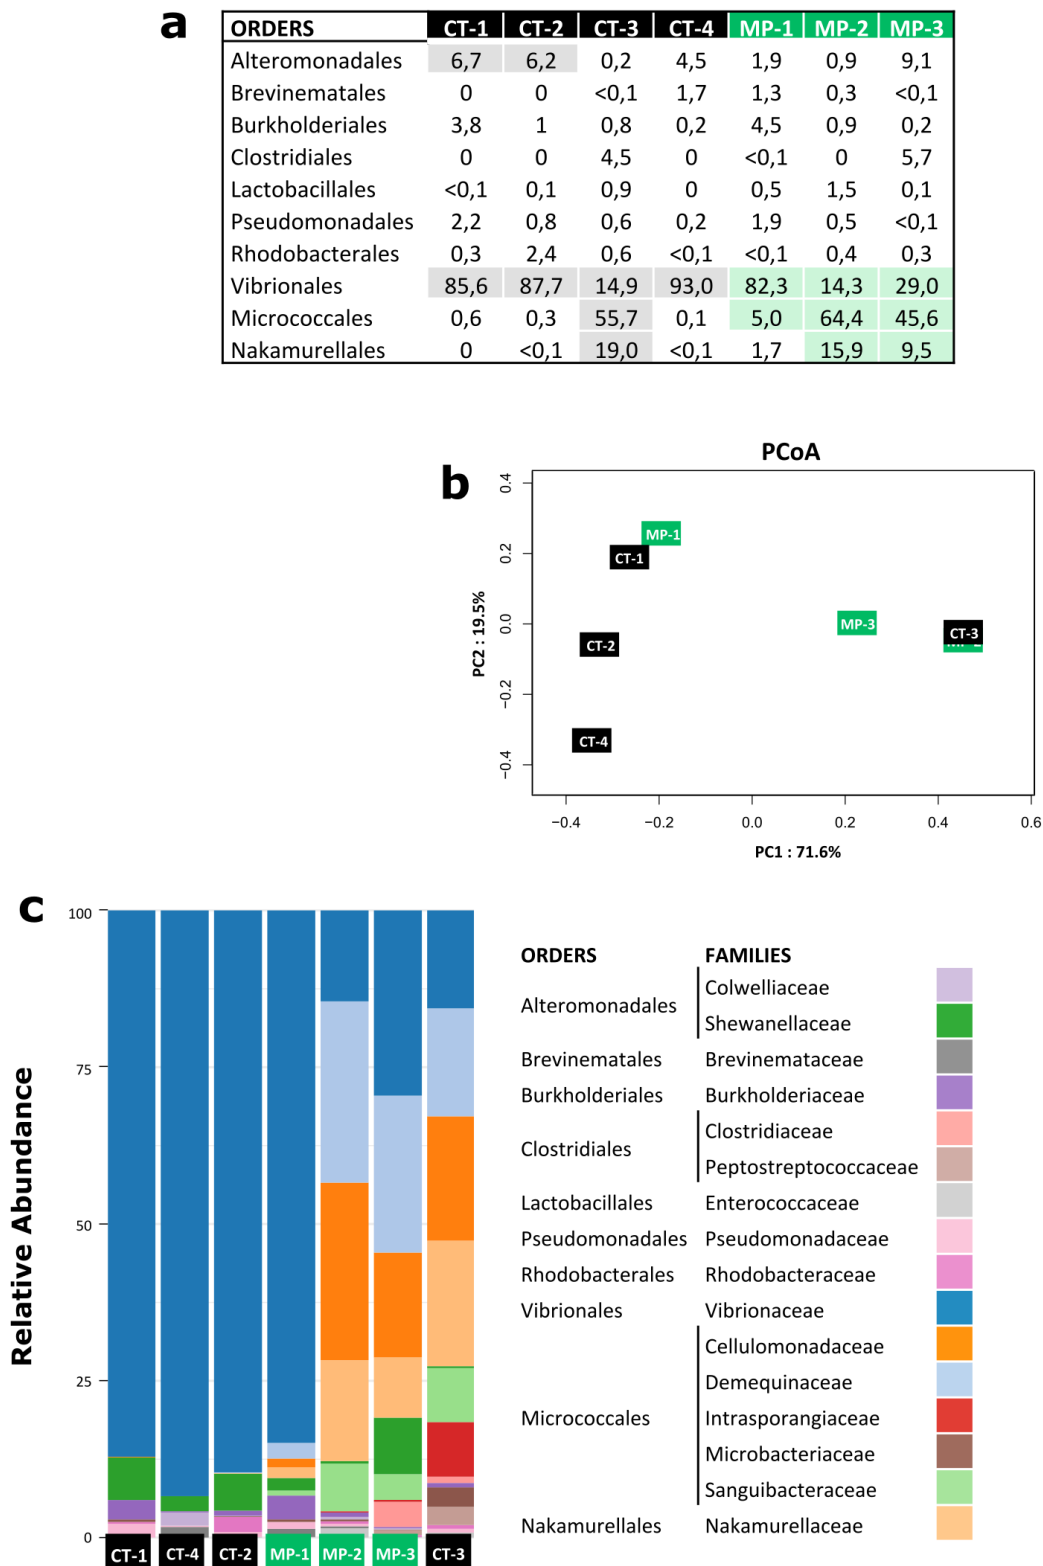 a
ORDERS CT-1 CT-2 CT-3 CT-4 MP-1 MP-2 MP-3
Alteromonadales 6,7 6,2 0,2 4,5 1,9 0,9 9,1
Brevinematales 0 0 <0,1 1,7 1,3 0,3 <0,1
Burkholderiales 3,8 1 0,8 0,2 4,5 0,9 0,2
Clostridiales 0 0 4,5 0 <0,1 0 5,7
Lactobacillales <0,1 0,1 0,9 0 0,5 1,5 0,1
Pseudomonadales 2,2 0,8 0,6 0,2 1,9 0,5 <0,1
Rhodobacterales 0,3 2,4 0,6 <0,1 <0,1 0,4 0,3
Vibrionales 85,6 87,7 14,9 93,0 82,3 14,3 29,0
Micrococcales 0,6 0,3 55,7 0,1 5,0 64,4 45,6
Nakamurellales 0 <0,1 19,0 <0,1 1,7 15,9 9,5
b
PCoA
0.4
0.2
0.0
−0.2
−0.4
PC2 : 19.5%
MP-1
CT-1
MP-3
CT-3
CT-2
MP-2
CT-4
−0.4 −0.2 0.0 0.2 0.4 0.6
PC1 : 71.6%
c
Relative Abundance
100
75
50
25
0
CT-1 CT-4 CT-2 MP-1 MP-2 MP-3 CT-3
ORDERS FAMILIES
Alteromonadales
Colwelliaceae
Shewanellaceae
Brevinematales Brevinemataceae
Burkholderiales Burkholderiaceae
Clostridiales
Clostridiaceae
Peptostreptococcaceae
Lactobacillales Enterococcaceae
Pseudomonadales Pseudomonadaceae
Rhodobacterales Rhodobacteraceae
Vibrionales Vibrionaceae
Micrococcales
Cellulomonadaceae
Demequinaceae
Intrasporangiaceae
Microbacteriaceae
Sanguibacteraceae
Nakamurellales Nakamurellaceae